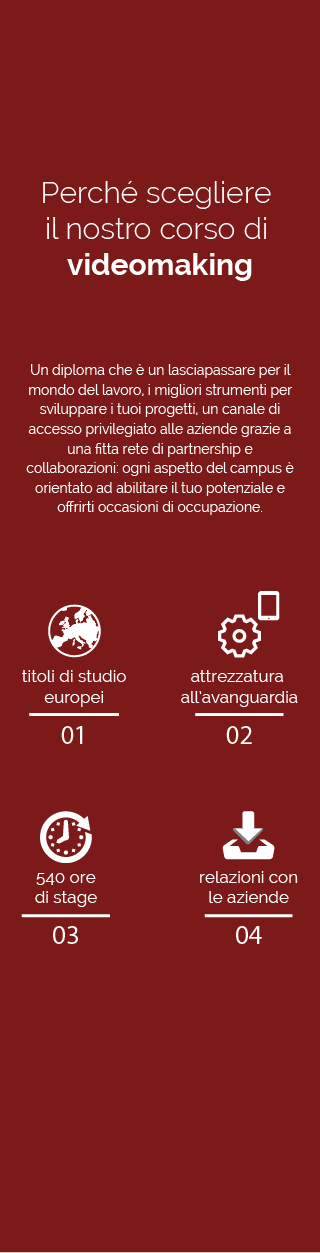 Perché scegliere
il nostro corso di
videomaking
Un diploma che è un lasciapassare per il
mondo del lavoro, i migliori strumenti per
sviluppare i tuoi progetti, un canale di
accesso privilegiato alle aziende grazie a
una fitta rete di partnership e
collaborazioni: ogni aspetto del campus è
orientato ad abilitare il tuo potenziale e
offrirti occasioni di occupazione.
titoli di studio
europei
01
attrezzatura
all'avanguardia
02
540 ore
di stage
03
relazioni con
le aziende
04